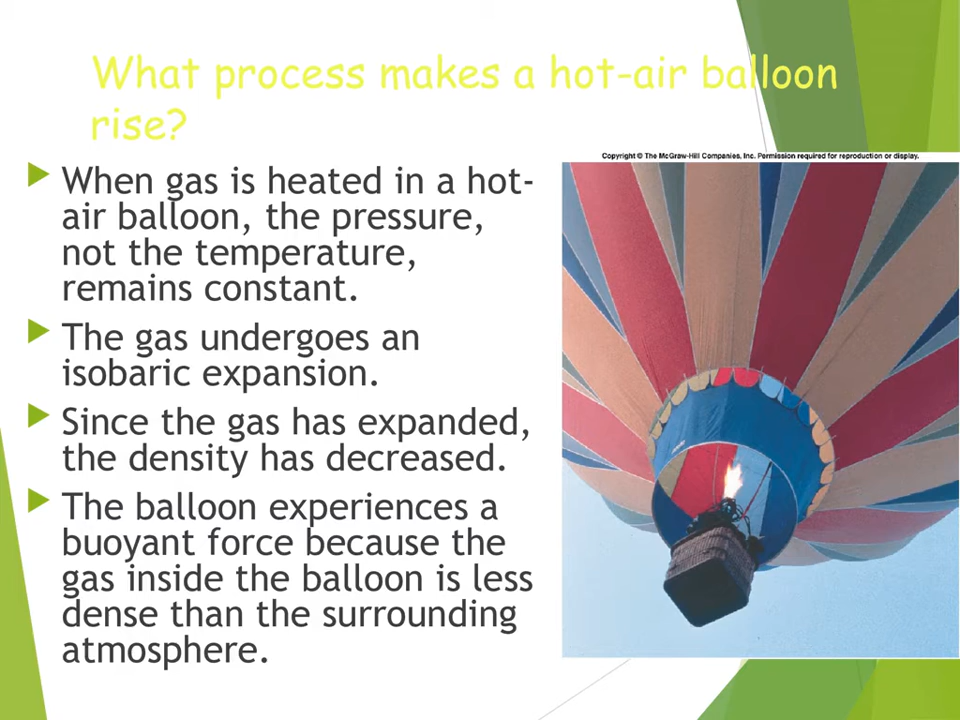 What process makes a hot-air balloon
rise?
Copyright © The McGraw-Hill Companies, Inc. Permission required for reproduction or display.
When gas is heated in a hot-
air balloon, the pressure,
not the temperature,
remains constant.
The gas undergoes an
isobaric expansion.
Since the gas has expanded,
the density has decreased.
The balloon experiences a
buoyant force because the
gas inside the balloon is less
dense than the surrounding
atmosphere.